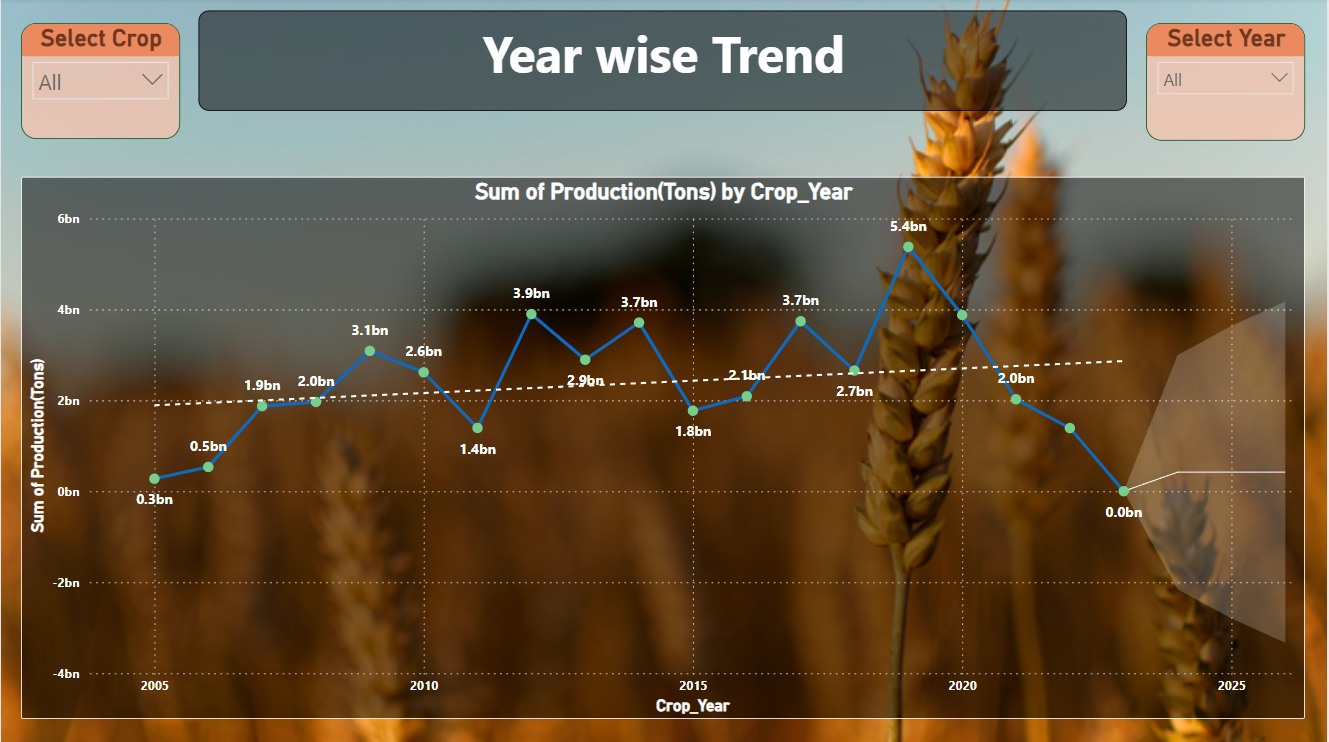 Select Crop
All
Year wise Trend
Select Year
All
Sum of Production(Tons) by Crop_Year
Sum of Production(Tons)
6bn
4bn
2bn
0bn
-2bn
-4bn
0.3bn
0.5bn
1.9bn
2.0bn
3.1bn
2.6bn
1.4bn
3.9bn
2.9bn
3.7bn
1.8bn
2.1bn
3.7bn
2.7bn
5.4bn
2.0bn
0.0bn
2005 2010 2015 2020 2025
Crop_Year